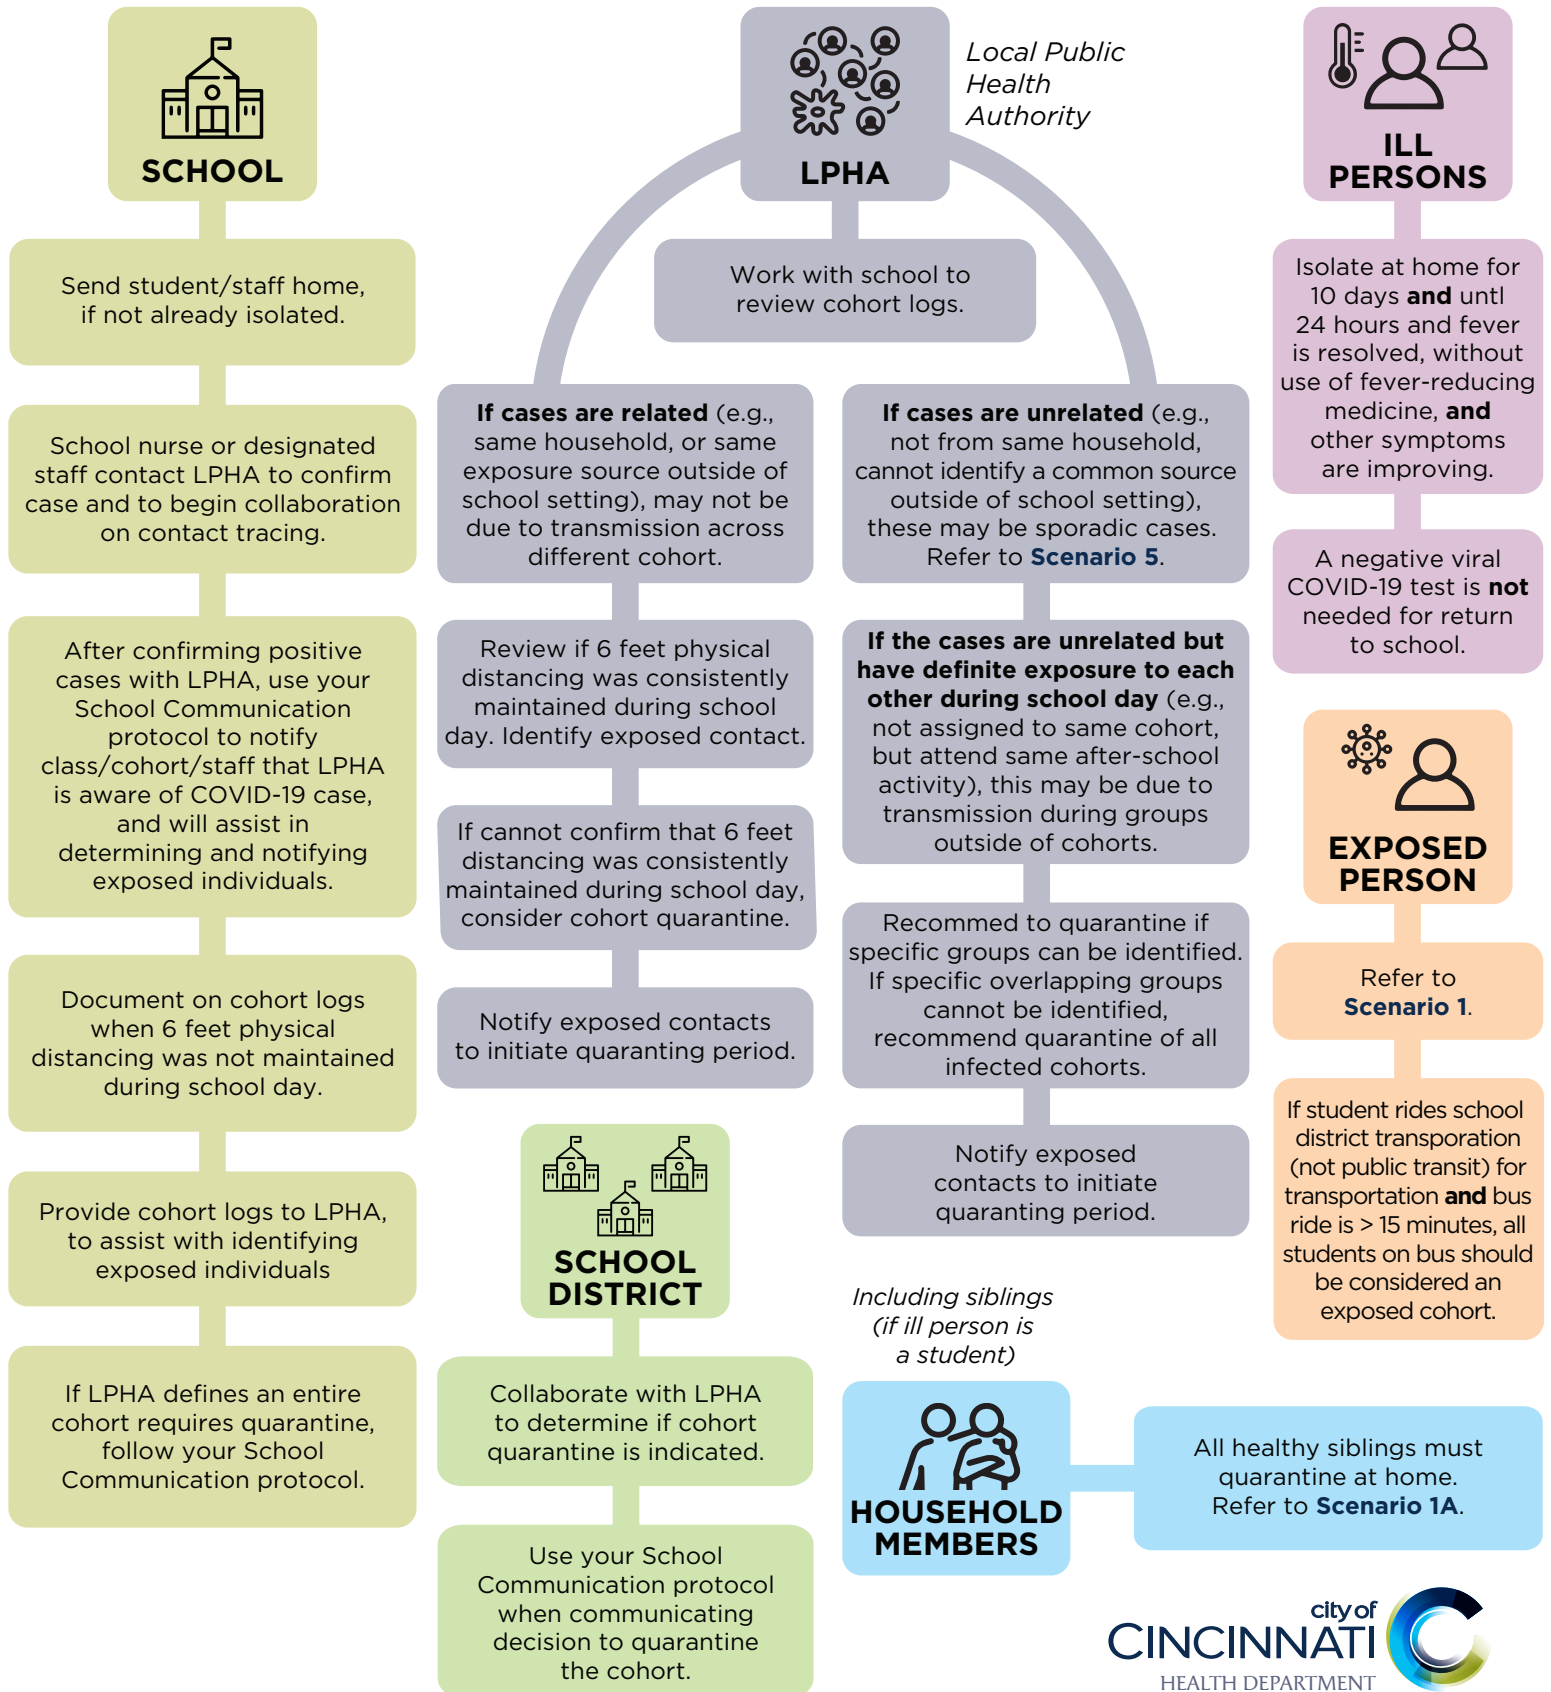 SCHOOL
Send student/staff home,
if not already isolated.
School nurse or designated
staff contact LPHA to confirm
case and to begin collaboration
on contact tracing.
After confirming positive
cases with LPHA, use your
School Communication
protocol to notify
class/cohort/staff that LPHA
is aware of COVID-19 case,
and will assist in
determining and notifying
exposed individuals.
Document on cohort logs
when 6 feet physical
distancing was not maintained
during school day.
Provide cohort logs to LPHA,
to assist with identifying
exposed individuals
If LPHA defines an entire
cohort requires quarantine,
follow your School
Communication protocol.
LPHA
Local Public
Health
Authority
Work with school to
review cohort logs.
If cases are related (e.g.,
same household, or same
exposure source outside of
school setting), may not be
due to transmission across
different cohort.
Review if 6 feet physical
distancing was consistently
maintained during school
day. Identify exposed contact.
If cannot confirm that 6 feet
distancing was consistently
maintained during school day,
consider cohort quarantine.
Notify exposed contacts
to initiate quaranting period.
If cases are unrelated (e.g.,
not from same household,
cannot identify a common source
outside of school setting),
these may be sporadic cases.
Refer to Scenario 5.
If the cases are unrelated but
have definite exposure to each
other during school day (e.g.,
not assigned to same cohort,
but attend same after-school
activity), this may be due to
transmission during groups
outside of cohorts.
Recommed to quarantine if
specific groups can be identified.
If specific overlapping groups
cannot be identified,
recommend quarantine of all
infected cohorts.
Notify exposed
contacts to initiate
quaranting period.
SCHOOL
DISTRICT
Collaborate with LPHA
to determine if cohort
quarantine is indicated.
Use your School
Communication protocol
when communicating
decision to quarantine
the cohort.
ILL
PERSONS
Isolate at home for
10 days and untl
24 hours and fever
is resolved, without
use of fever-reducing
medicine, and
other symptoms
are improving.
A negative viral
COVID-19 test is not
needed for return
to school.
EXPOSED
PERSON
Refer to
Scenario 1.
If student rides school
district transporation
(not public transit) for
transportation and bus
ride is > 15 minutes, all
students on bus should
be considered an
exposed cohort.
Including siblings
(if ill person is
a student)
HOUSEHOLD
MEMBERS
All healthy siblings must
quarantine at home.
Refer to Scenario 1A.
city of
CINCINNATI
HEALTH DEPARTMENT